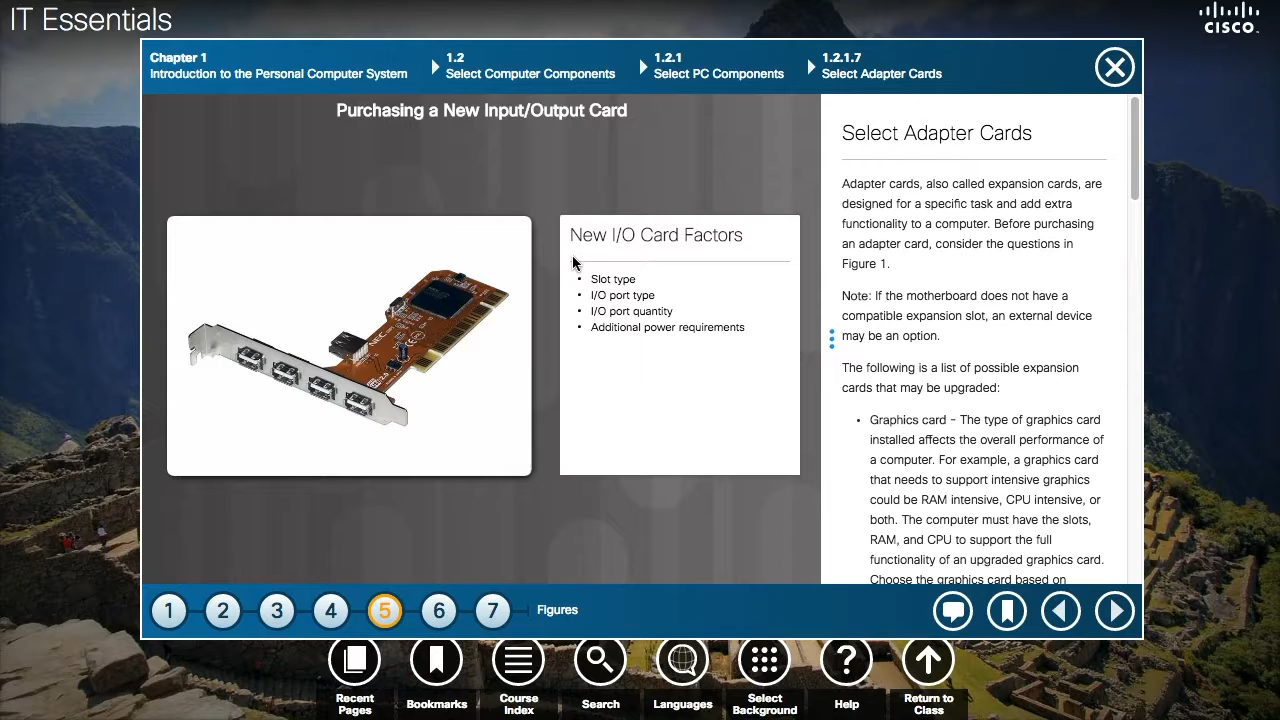 IT Essentials
CISCO
Chapter 1
Introduction to the Personal Computer System
1.2
Select Computer Components
1.2.1
Select PC Components
1.2.1.7
Select Adapter Cards
Purchasing a New Input/Output Card
New I/O Card Factors
• Slot type
• I/O port type
• I/O port quantity
• Additional power requirements
NEC
Select Adapter Cards
Adapter cards, also called expansion cards, are
designed for a specific task and add extra
functionality to a computer. Before purchasing
an adapter card, consider the questions in
Figure 1.
Note: If the motherboard does not have a
compatible expansion slot, an external device
may be an option.
The following is a list of possible expansion
cards that may be upgraded:
• Graphics card - The type of graphics card
installed affects the overall performance of
a computer. For example, a graphics card
that needs to support intensive graphics
could be RAM intensive, CPU intensive, or
both. The computer must have the slots,
RAM, and CPU to support the full
functionality of an upgraded graphics card.
Choose the graphics card based on
1 2 3 4 5 6 7 Figures
Recent
Pages
Bookmarks
Course
Index
Search
Languages
Select
Background
?
Help
Return to
Class